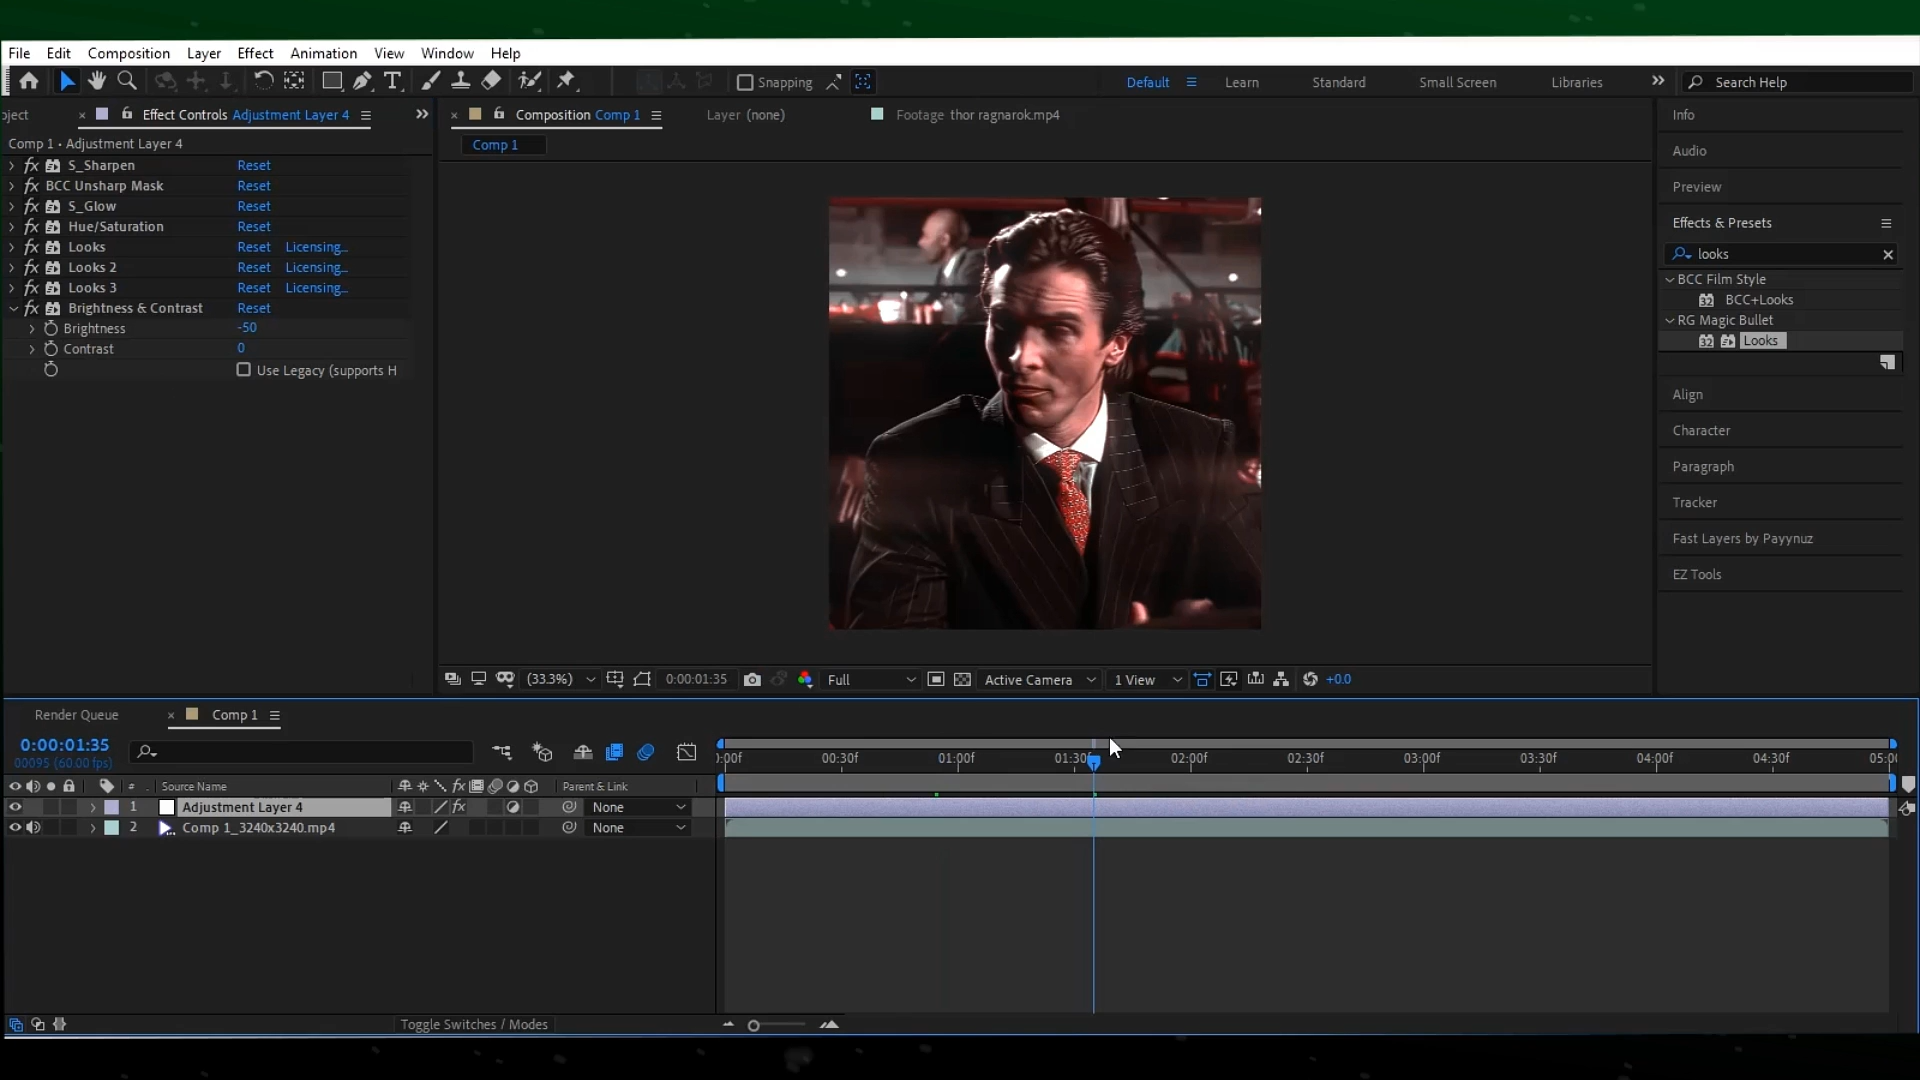 File Edit Composition Layer Effect Animation View Window Help
Snapping Default Learn Standard Small Screen Libraries Search Help
oject Effect Controls Adjustment Layer 4 Composition Comp 1 Layer (none) Footage thor ragnarok.mp4 Info
Comp 1 • Adjustment Layer 4 Comp 1
Audio
S_Sharpen Reset
BCC Unsharp Mask Reset Preview
S_Glow Reset
Hue/Saturation Reset Effects & Presets
Looks Reset Licensing... looks
Looks 2 Reset Licensing... BCC Film Style
Looks 3 Reset Licensing... BCC+Looks
Brightness & Contrast Reset RG Magic Bullet
Brightness -50 Looks
Contrast 0
Use Legacy (supports H
Align
Character
Paragraph
Tracker
Fast Layers by Payynuz
EZ Tools
(33.3%) 0:00:01:35 Full Active Camera 1 View +0.0
Render Queue Comp 1
0:00:01:35
00095 (60.00 fps) :00f 00:30f 01:00f 01:30 02:00f 02:30f 03:00f 03:30f 04:00f 04:30f 05:00
# Source Name fx Parent & Link
1 Adjustment Layer 4 fx None
2 Comp 1_3240x3240.mp4 None
Toggle Switches / Modes